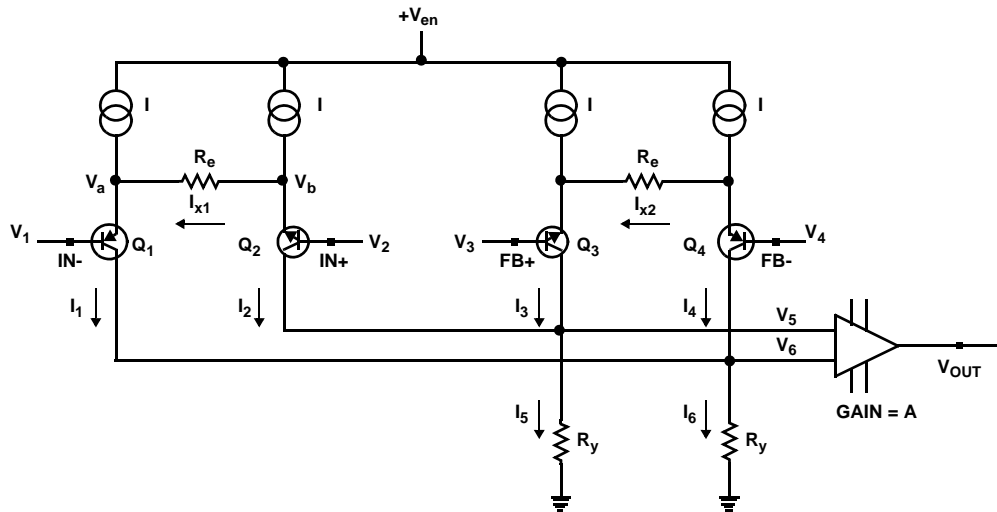 +Ven
I
I
I
I
Re
Re
Va
Vb
Ix1
Ix2
V1
Q1
Q2
V2
V3
Q3
Q4
V4
IN-
IN+
FB+
FB-
I1
I2
I3
I4
V5
V6
VOUT
I5
Ry
I6
Ry
GAIN = A